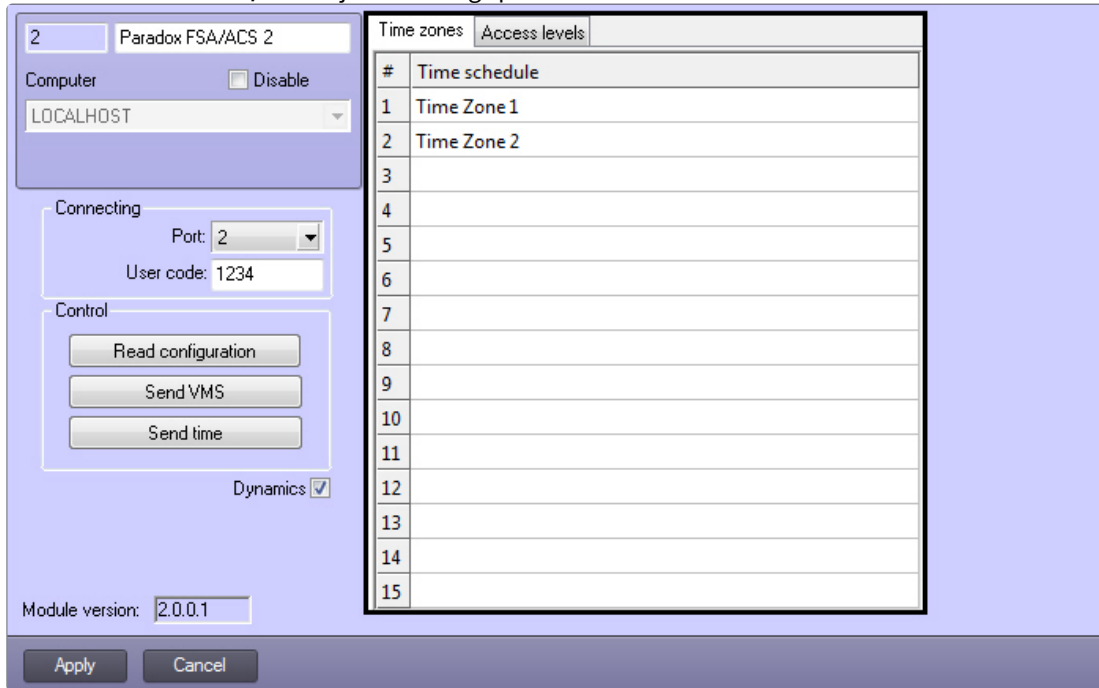 2 Paradox FSA/ACS 2
Computer Disable
LOCALHOST
Connecting
Port: 2
User code: 1234
Control
Read configuration
Send VMS
Send time
Dynamics
Module version: 2.0.0.1
Time zones Access levels
# Time schedule
1 Time Zone 1
2 Time Zone 2
3
4
5
6
7
8
9
10
11
12
13
14
15
Apply Cancel